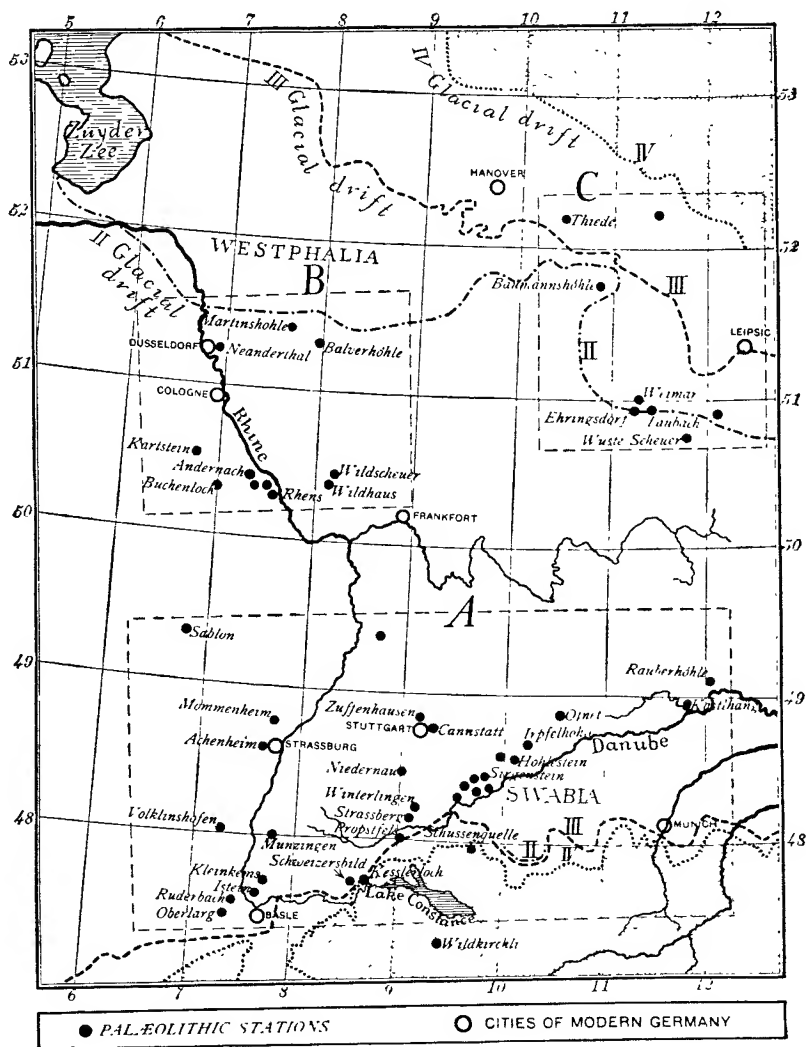 5 6 7 8 9 10 11 12
53
53
III Glacial drift
IV Glacial drift
Zuyder
Zee
IV
HANOVER
C
Thiede
52
52
II Glacial drift
WESTPHALIA
B
Baumannshöhle
III
Martinshohle
DUSSELDORF
Neanderthal
Balverhöhle
II
LEIPSIC
51
51
COLOGNE
Weimar
Ehringsdorf
Taubach
Rhine
Wuste Scheuer
Kartstein
Andernach
Wildscheuer
Buchenloch
Rhens
Wildhaus
50
FRANKFORT
50
A
Sablon
49
Rauberhöhle
49
Mommenheim
Zuffenhausen
Ofnet
Kastlhang
STUTTGART
Cannstatt
Achenheim
STRASSBURG
Danube
Hohlestein
Niedernau
Sirgenstein
Winterlingen
SWABIA
Strassberg
Propstfels
III
MUNICH
Volklinshofen
48
Munzingen
Schussenquelle
II
II
48
Schweizersbild
Kesslerloch
Kleinkems
Istein
Lake Constance
Ruderbach
Oberlarg
BASLE
Wildkirchli
6 7 8 9 10 11 12
PALÆOLITHIC STATIONS
CITIES OF MODERN GERMANY